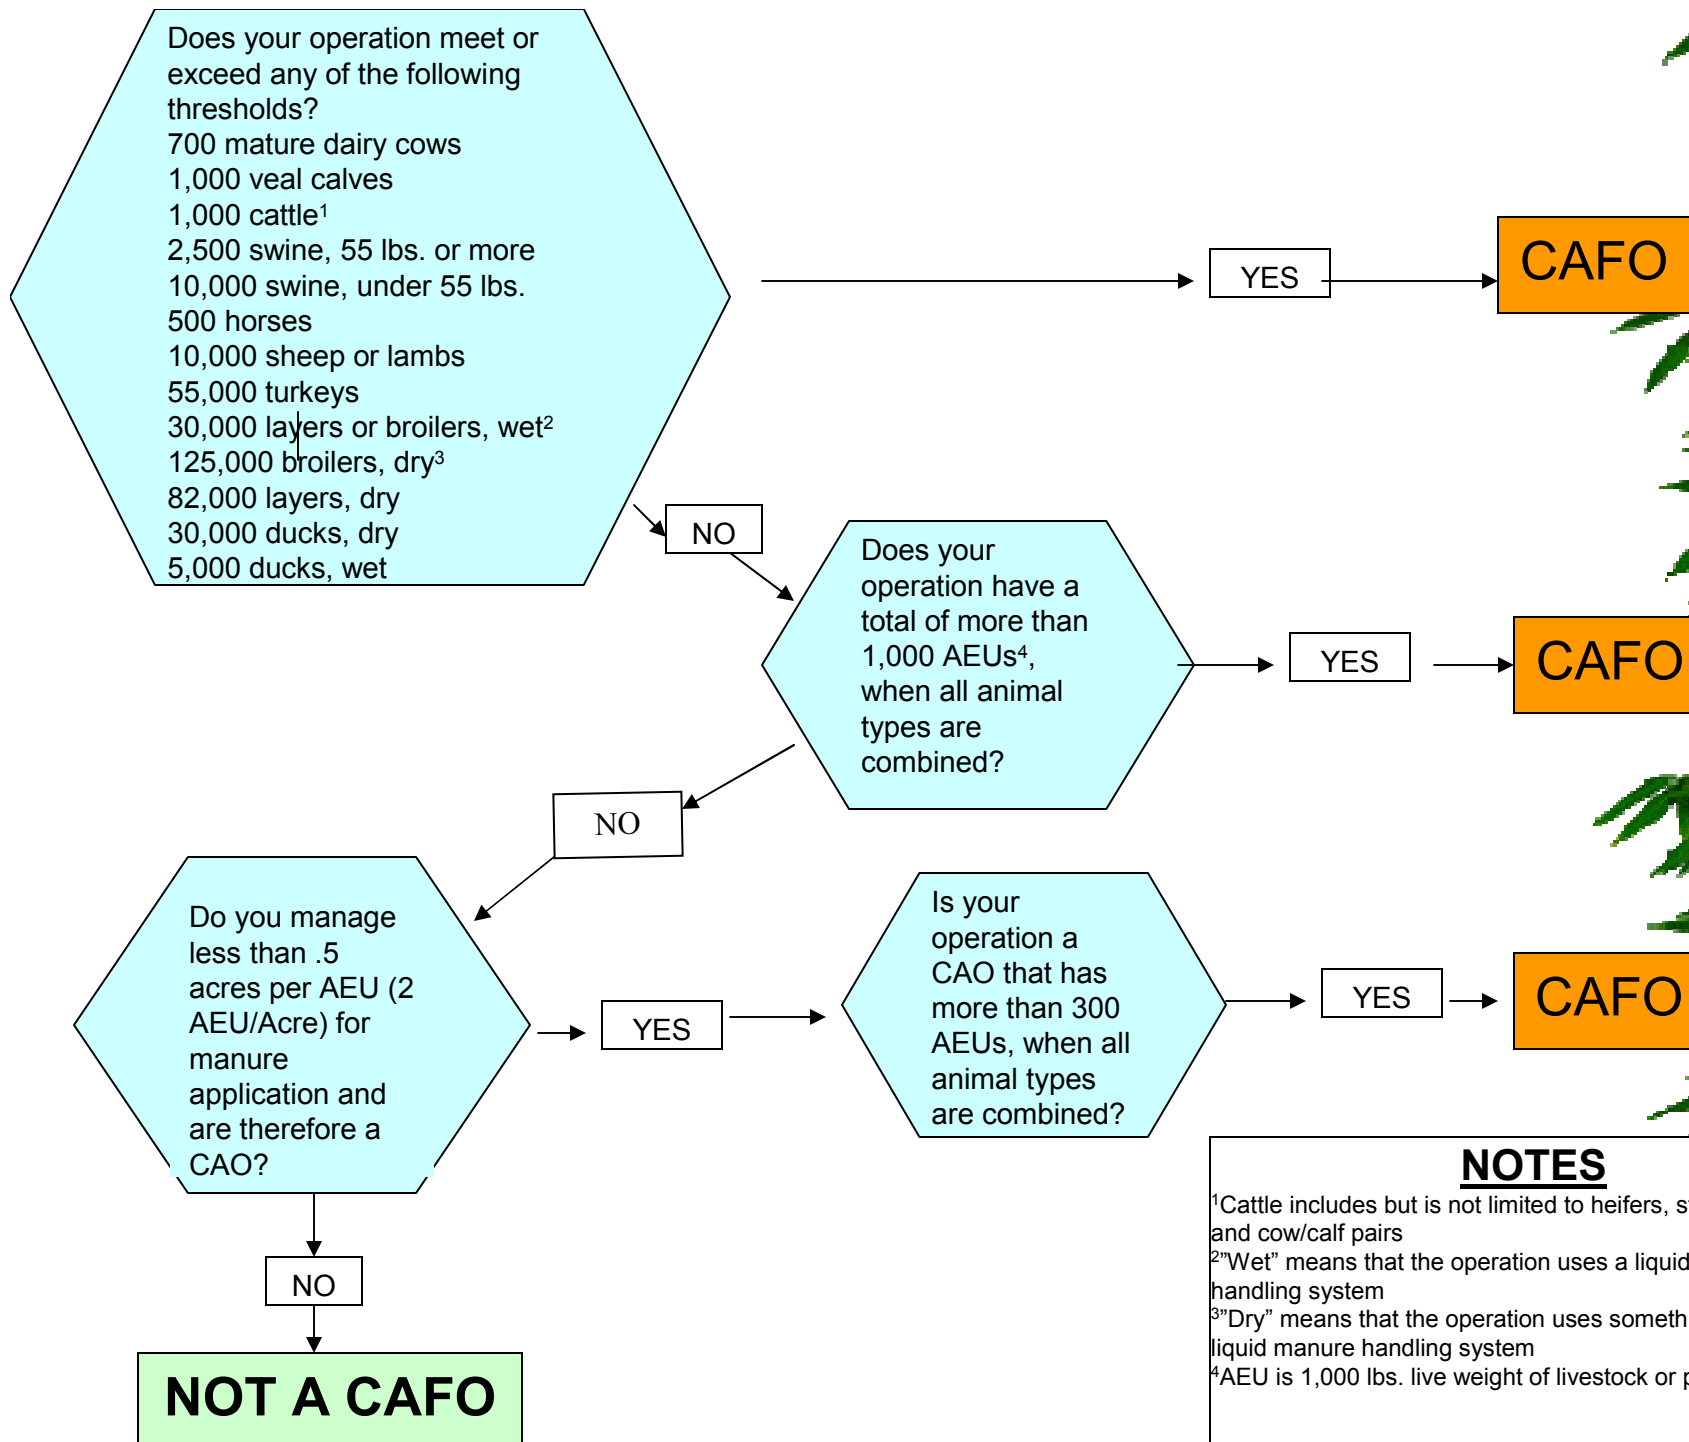 Does your operation meet or
exceed any of the following
thresholds?
700 mature dairy cows
1,000 veal calves
1,000 cattle¹
2,500 swine, 55 lbs. or more
10,000 swine, under 55 lbs.
500 horses
10,000 sheep or lambs
55,000 turkeys
30,000 layers or broilers, wet²
125,000 broilers, dry³
82,000 layers, dry
30,000 ducks, dry
5,000 ducks, wet
YES
CAFO
NO
Does your
operation have a
total of more than
1,000 AEUs⁴,
when all animal
types are
combined?
YES
CAFO
NO
Do you manage
less than .5
acres per AEU (2
AEU/Acre) for
manure
application and
are therefore a
CAO?
YES
Is your
operation a
CAO that has
more than 300
AEUs, when all
animal types
are combined?
YES
CAFO
NO
NOT A CAFO
NOTES
¹Cattle includes but is not limited to heifers,
and cow/calf pairs
²”Wet” means that the operation uses a liquid
handling system
³”Dry” means that the operation uses
liquid manure handling system
⁴AEU is 1,000 lbs. live weight of livestock or